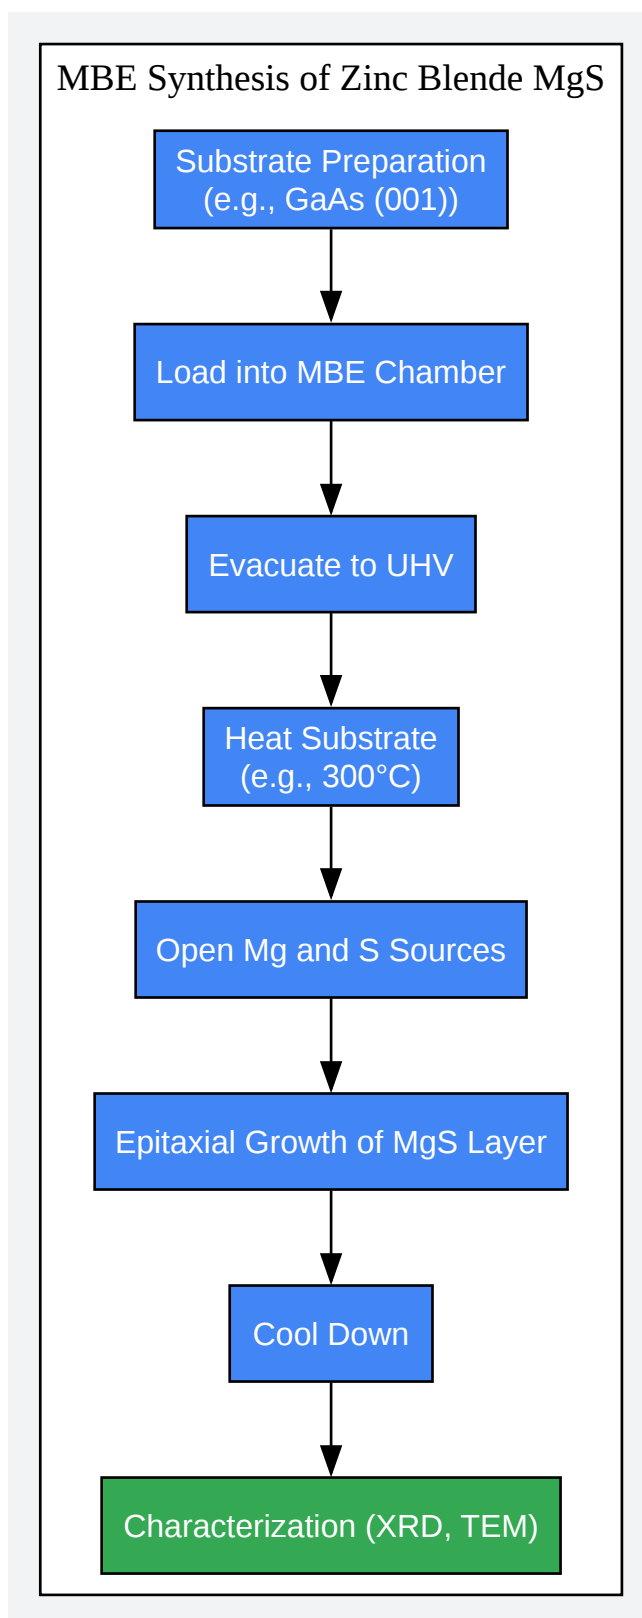 MBE Synthesis of Zinc Blende MgS
Substrate Preparation
(e.g., GaAs (001))
Load into MBE Chamber
Evacuate to UHV
Heat Substrate
(e.g., 300°C)
Open Mg and S Sources
Epitaxial Growth of MgS Layer
Cool Down
Characterization (XRD, TEM)